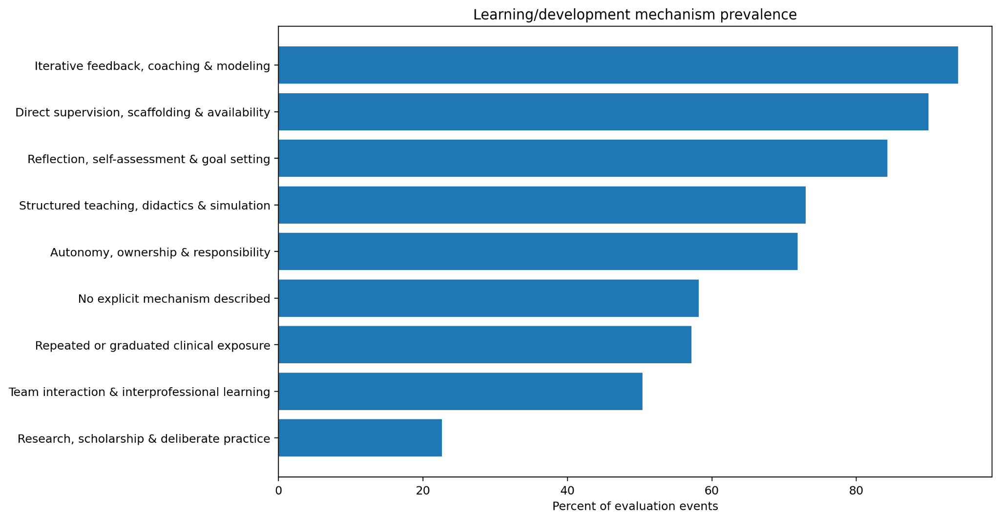 Learning/development mechanism prevalence
Iterative feedback, coaching & modeling
Direct supervision, scaffolding & availability
Reflection, self-assessment & goal setting
Structured teaching, didactics & simulation
Autonomy, ownership & responsibility
No explicit mechanism described
Repeated or graduated clinical exposure
Team interaction & interprofessional learning
Research, scholarship & deliberate practice
0 20 40 60 80
Percent of evaluation events